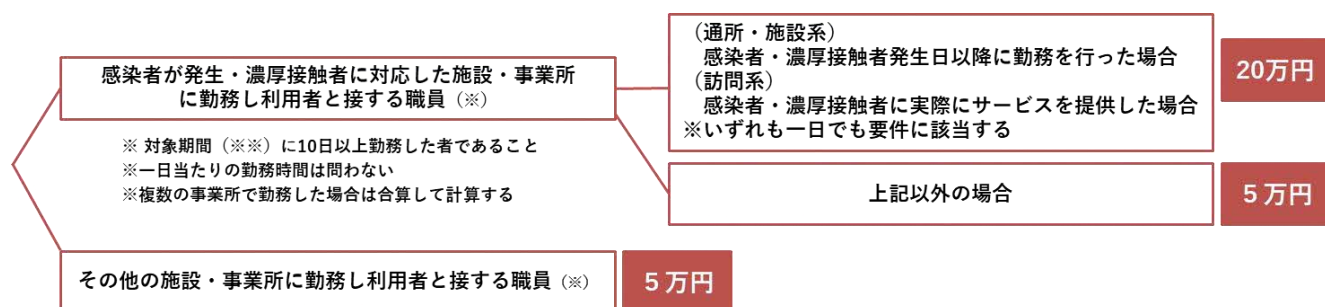 感染者が発生・濃厚接触者に対応した施設・事業所
に勤務し利用者と接する職員（※）
※ 対象期間（※※）に10日以上勤務した者であること
※一日当たりの勤務時間は問わない
※複数の事業所で勤務した場合は合算して計算する
（通所・施設系）
感染者・濃厚接触者発生日以降に勤務を行った場合
（訪問系）
感染者・濃厚接触者に実際にサービスを提供した場合
※いずれも一日でも要件に該当する
20万円
上記以外の場合
５万円
その他の施設・事業所に勤務し利用者と接する職員（※）
５万円